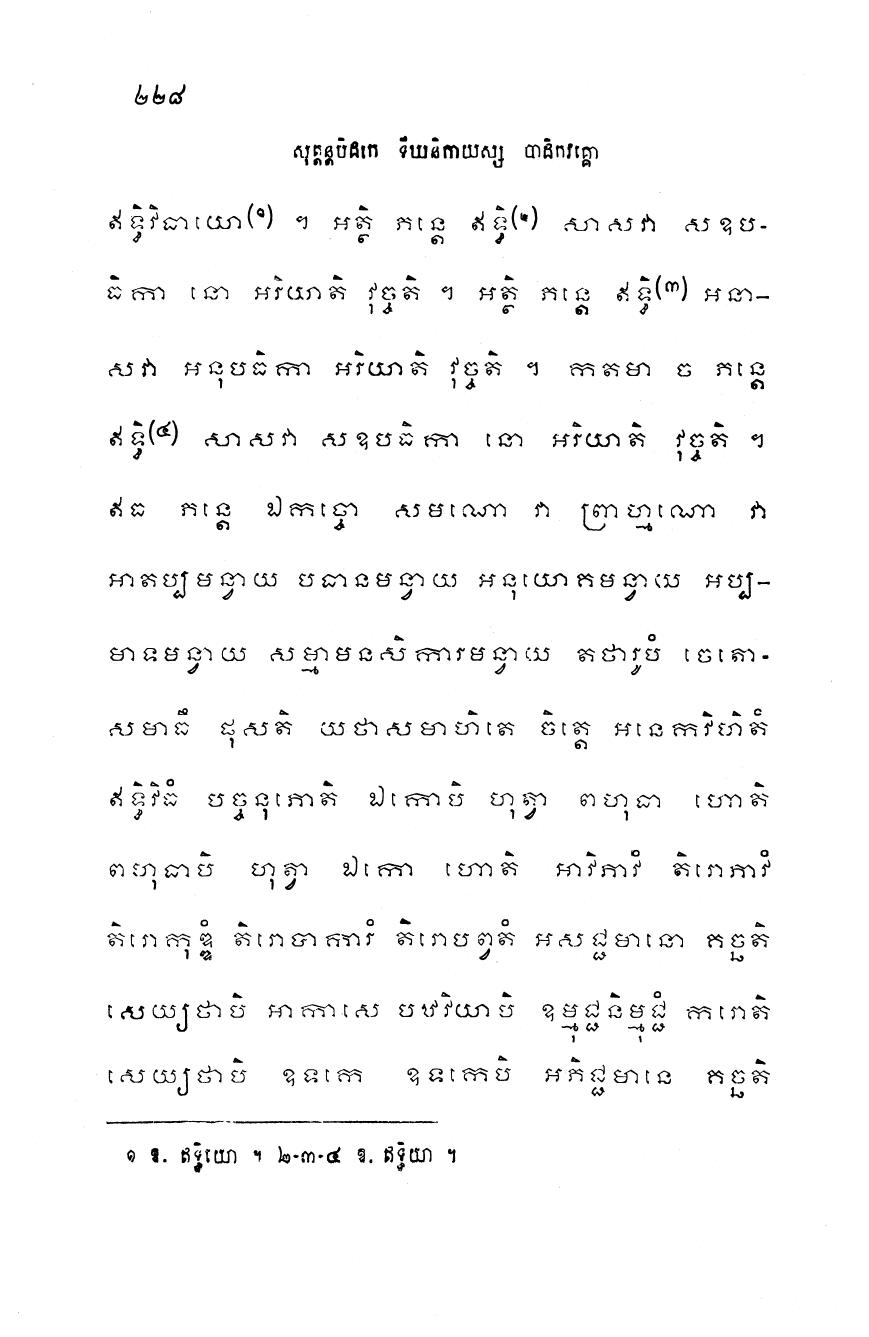 ២២៨
សុត្តន្តបិដកេ ទីឃនិកាយស្ស បាដិកវគ្គោ
ឥទ្ធិវិធាយោ(១) ។ អត្ថិ ភន្តេ ឥទ្ធិ(២) សាសវា សឧប-
ធិកា នោ អរិយាតិ វុច្ចតិ ។ អត្ថិ ភន្តេ ឥទ្ធិ(៣) អនា-
សវា អនុបធិកា អរិយាតិ វុច្ចតិ ។ កតមា ច ភន្តេ
ឥទ្ធិ(៤) សាសវា សឧបធិកា នោ អរិយាតិ វុច្ចតិ ។
ឥធ ភន្តេ ឯកច្ចោ សមណោ វា ព្រាហ្មណោ វា
អាតប្បមន្វាយ បធានមន្វាយ អនុយោគមន្វាយ អប្ប-
មាទមន្វាយ សម្មាមនសិការមន្វាយ តថារូបំ ចេតោ-
សមាធឹ ផុសតិ យថាសមាហិតេ ចិត្តេ អនេកវិហិតំ
ឥទ្ធិវិធំ បច្ចនុភោតិ ឯកោបិ ហុត្វា ពហុធា ហោតិ
ពហុធាបិ ហុត្វា ឯកោ ហោតិ អាវិភាវំ តិរោភាវំ
តិរោកុឌ្ឌំ តិរោបាការំ តិរោបព្វតំ អសជ្ជមានោ គច្ឆតិ
សេយ្យថាបិ អាកាសេ បឋវិយាបិ ឧម្មុជ្ជនិម្មុជ្ជំ ករោតិ
សេយ្យថាបិ ឧទកេ ឧទកេបិ អភិជ្ជមានេ គច្ឆតិ
១ ឱ. ឥទ្ធិយោ ។ ២-៣-៤ ឱ. ឥទ្ធិយា ។